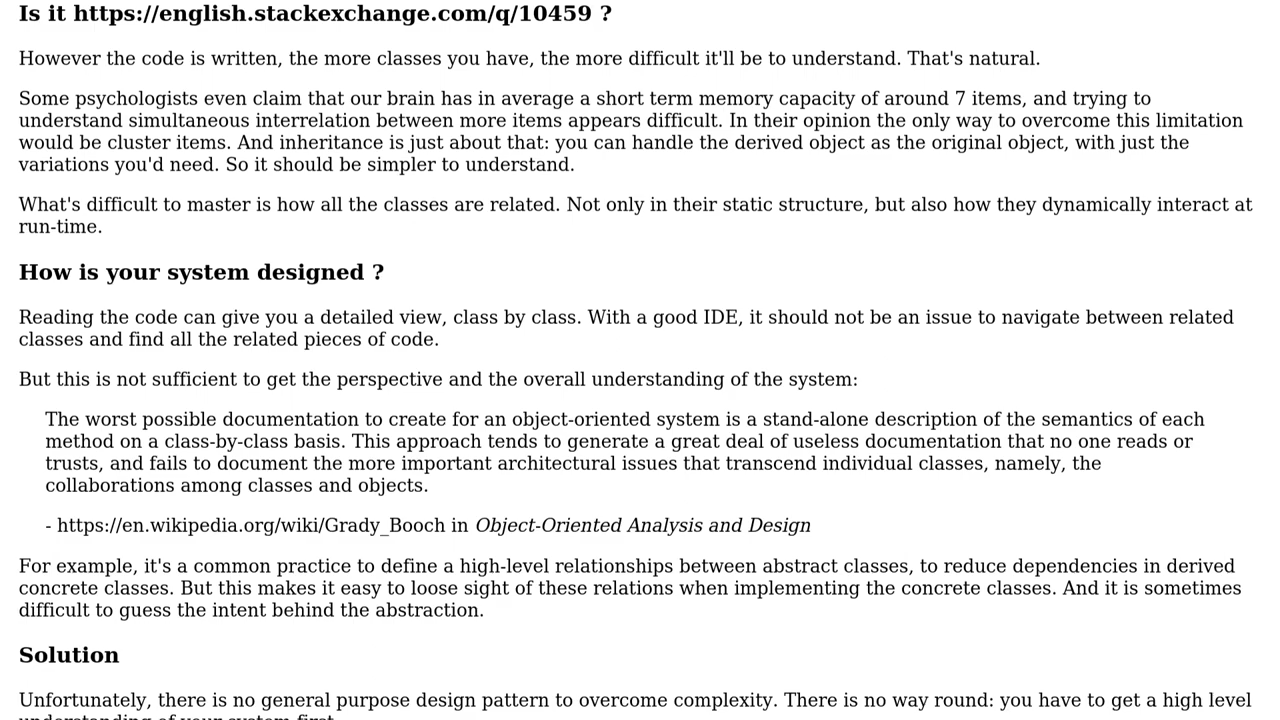 Is it https://english.stackexchange.com/q/10459 ?
However the code is written, the more classes you have, the more difficult it'll be to understand. That's natural.
Some psychologists even claim that our brain has in average a short term memory capacity of around 7 items, and trying to
understand simultaneous interrelation between more items appears difficult. In their opinion the only way to overcome this limitation
would be cluster items. And inheritance is just about that: you can handle the derived object as the original object, with just the
variations you'd need. So it should be simpler to understand.
What's difficult to master is how all the classes are related. Not only in their static structure, but also how they dynamically interact at
run-time.
How is your system designed ?
Reading the code can give you a detailed view, class by class. With a good IDE, it should not be an issue to navigate between related
classes and find all the related pieces of code.
But this is not sufficient to get the perspective and the overall understanding of the system:
The worst possible documentation to create for an object-oriented system is a stand-alone description of the semantics of each
method on a class-by-class basis. This approach tends to generate a great deal of useless documentation that no one reads or
trusts, and fails to document the more important architectural issues that transcend individual classes, namely, the
collaborations among classes and objects.
- https://en.wikipedia.org/wiki/Grady_Booch in Object-Oriented Analysis and Design
For example, it's a common practice to define a high-level relationships between abstract classes, to reduce dependencies in derived
concrete classes. But this makes it easy to loose sight of these relations when implementing the concrete classes. And it is sometimes
difficult to guess the intent behind the abstraction.
Solution
Unfortunately, there is no general purpose design pattern to overcome complexity. There is no way round: you have to get a high level
understanding of your system first